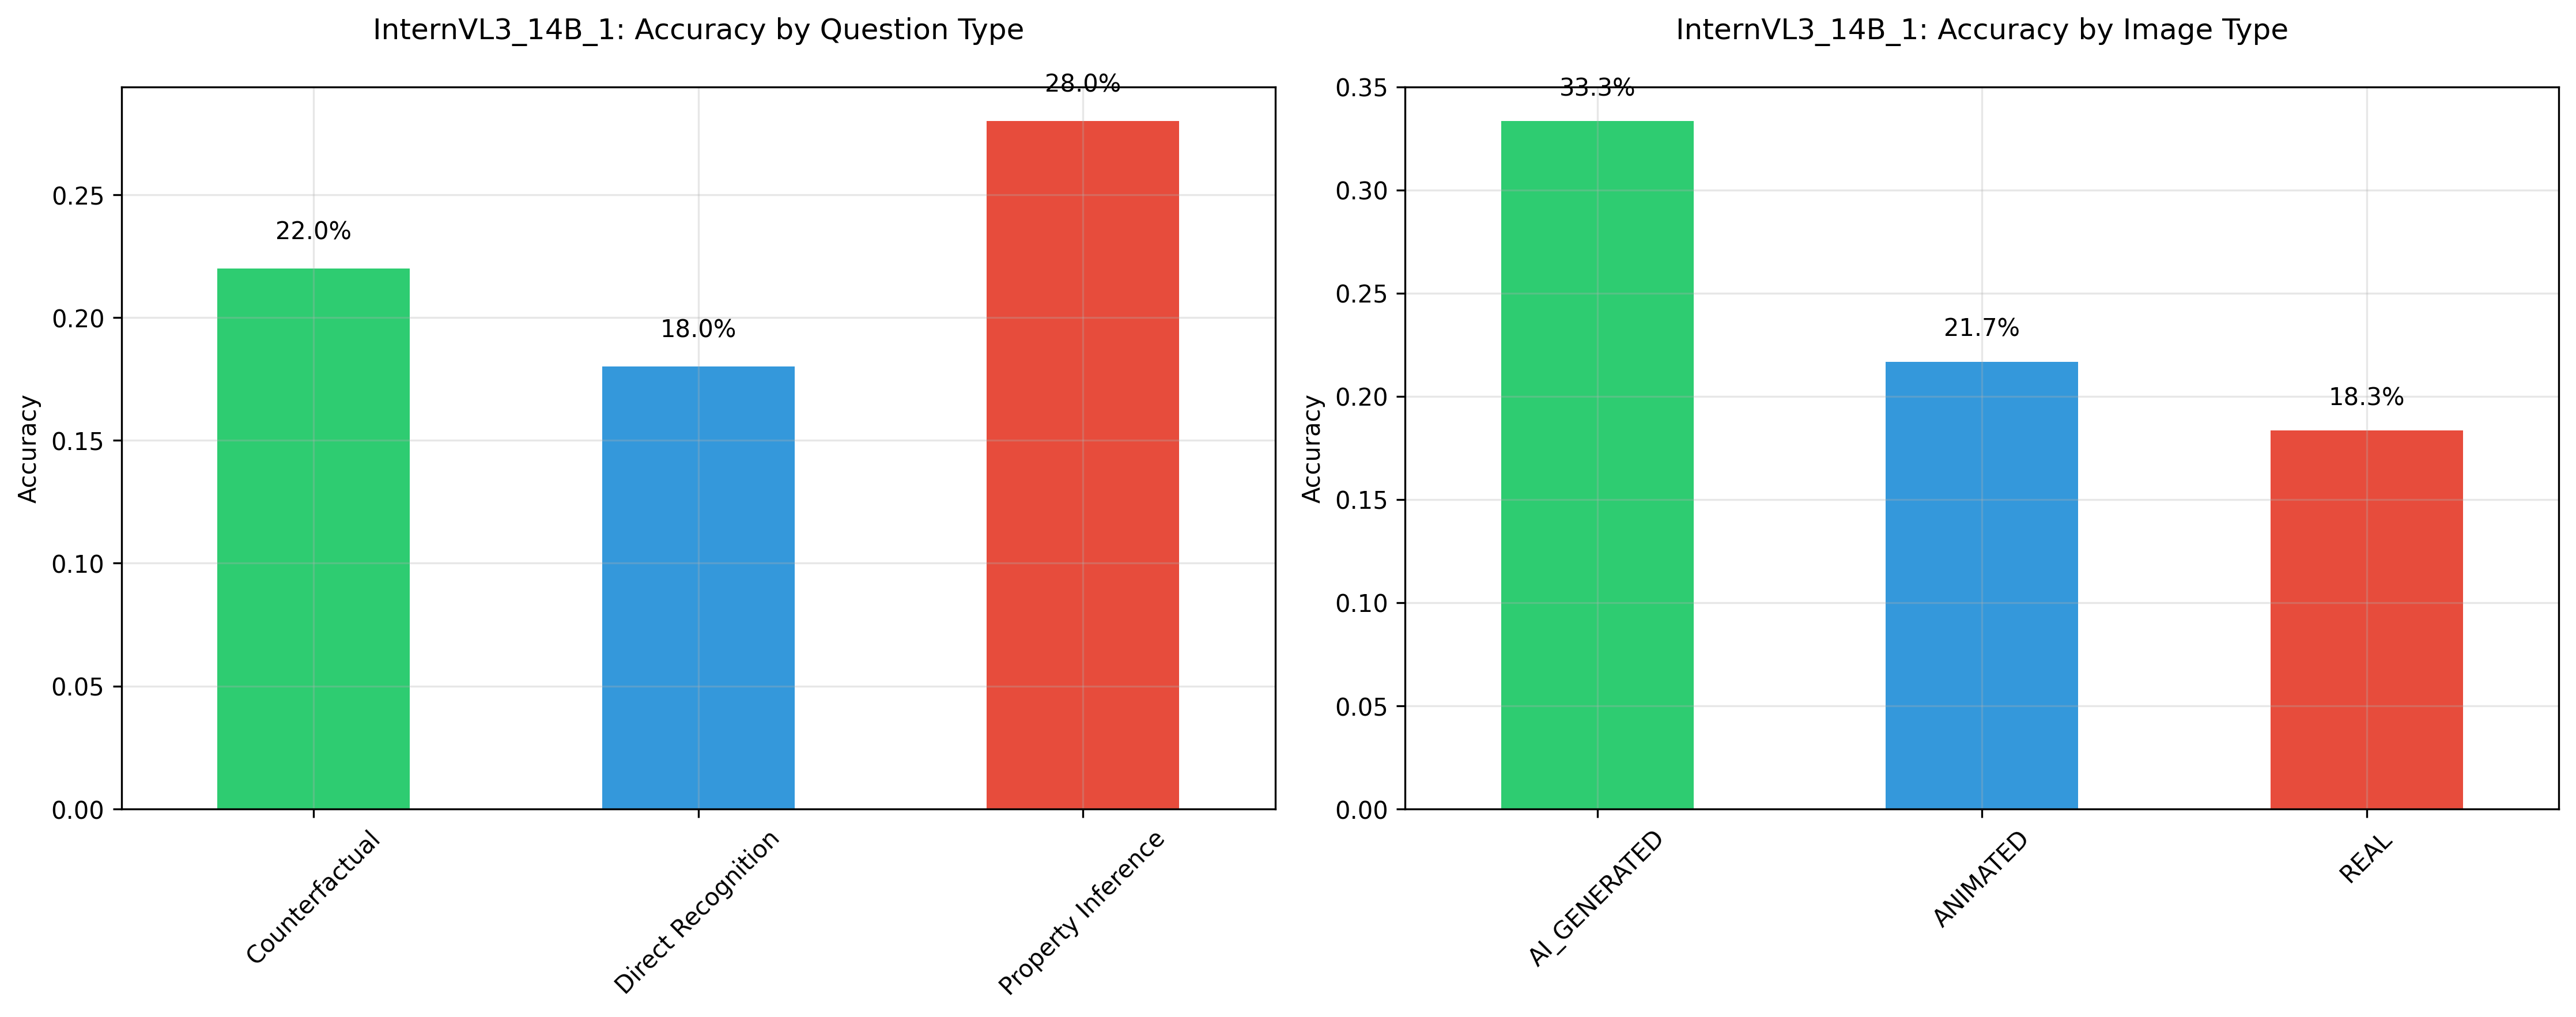 InternVL3_14B_1: Accuracy by Question Type
28.0%
0.25
22.0%
0.20
18.0%
0.15
0.10
0.05
0.00
Accuracy
Counterfactual
Direct Recognition
Property Inference
InternVL3_14B_1: Accuracy by Image Type
0.35
33.3%
0.30
0.25
21.7%
0.20
18.3%
0.15
0.10
0.05
0.00
Accuracy
AI_GENERATED
ANIMATED
REAL